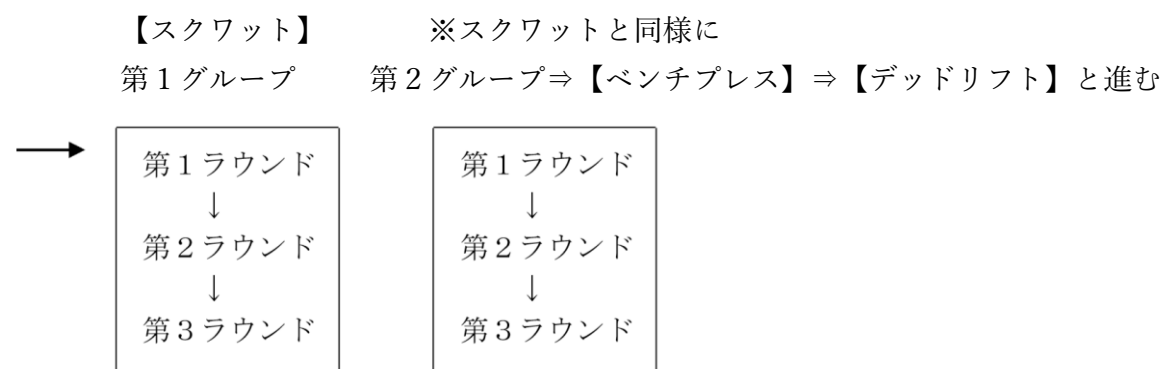 【スクワット】　※スクワットと同様に
第１グループ　第２グループ⇒【ベンチプレス】⇒【デッドリフト】と進む
第１ラウンド　第１ラウンド
↓　↓
第２ラウンド　第２ラウンド
↓　↓
第３ラウンド　第３ラウンド